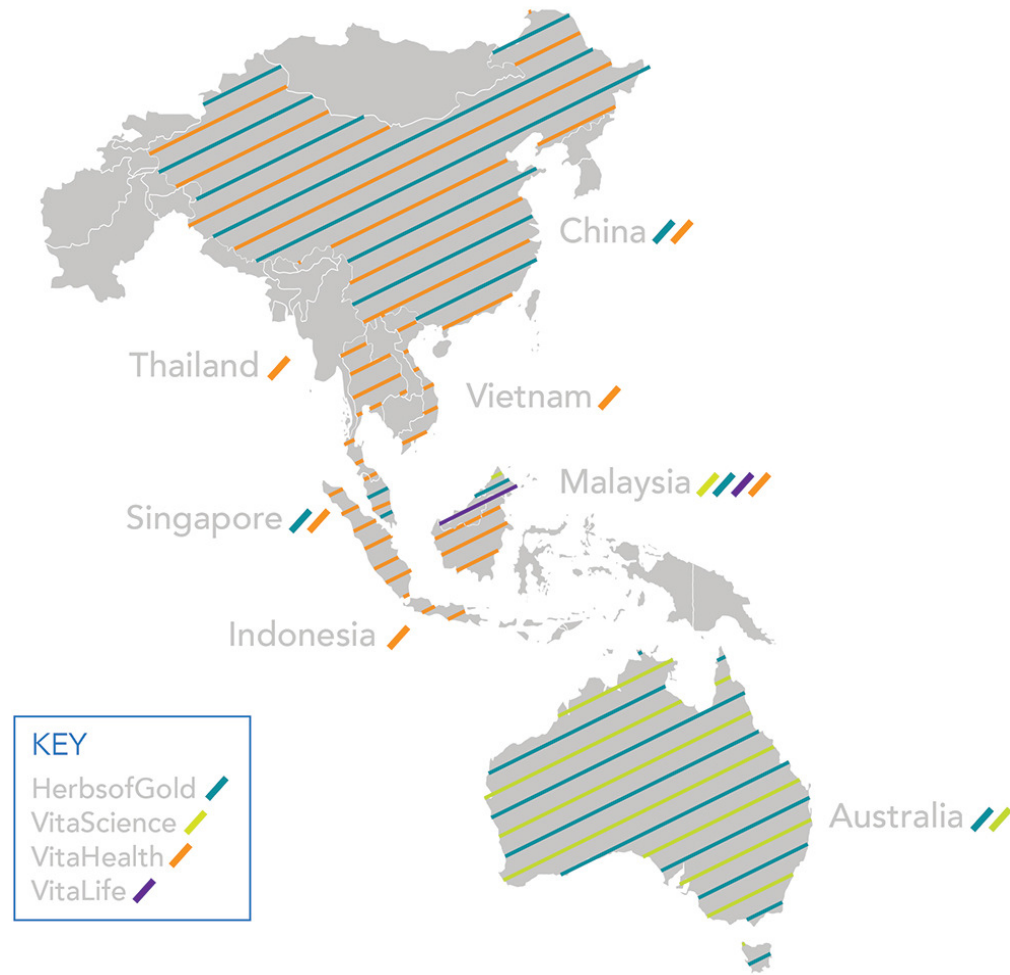 China
Thailand
Vietnam
Malaysia
Singapore
Indonesia
KEY
HerbsofGold
VitaScience
VitaHealth
VitaLife
Australia